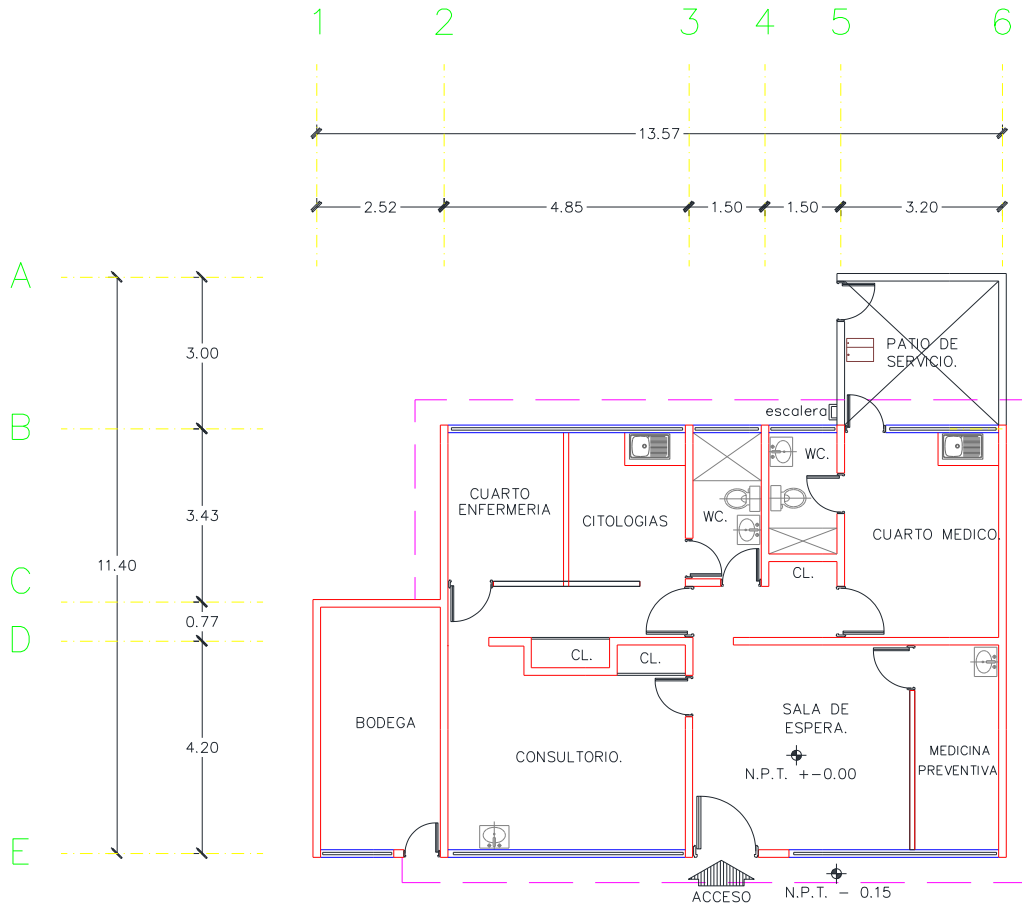 1 2 3 4 5 6
13.57
2.52 4.85 1.50 1.50 3.20
A
3.00
PATIO DE
SERVICIO.
escalera
B
WC.
CUARTO
ENFERMERIA
3.43
CITOLOGIAS
WC.
CUARTO MEDICO.
11.40
C
CL.
0.77
D
CL.
CL.
BODEGA
SALA DE
ESPERA.
4.20
CONSULTORIO.
MEDICINA
PREVENTIVA
N.P.T. +-0.00
E
ACCESO
N.P.T. - 0.15